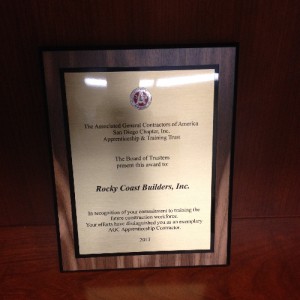 The Associated General Contractors of America
San Diego Chapter, Inc.
Apprenticeship & Training Trust
The Board of Trustees
present this award to:
Rocky Coast Builders, Inc.
In recognition of your commitment to training the
future construction workforce.
Your efforts have distinguished you as an exemplary
AGC Apprenticeship Contractor.
2013